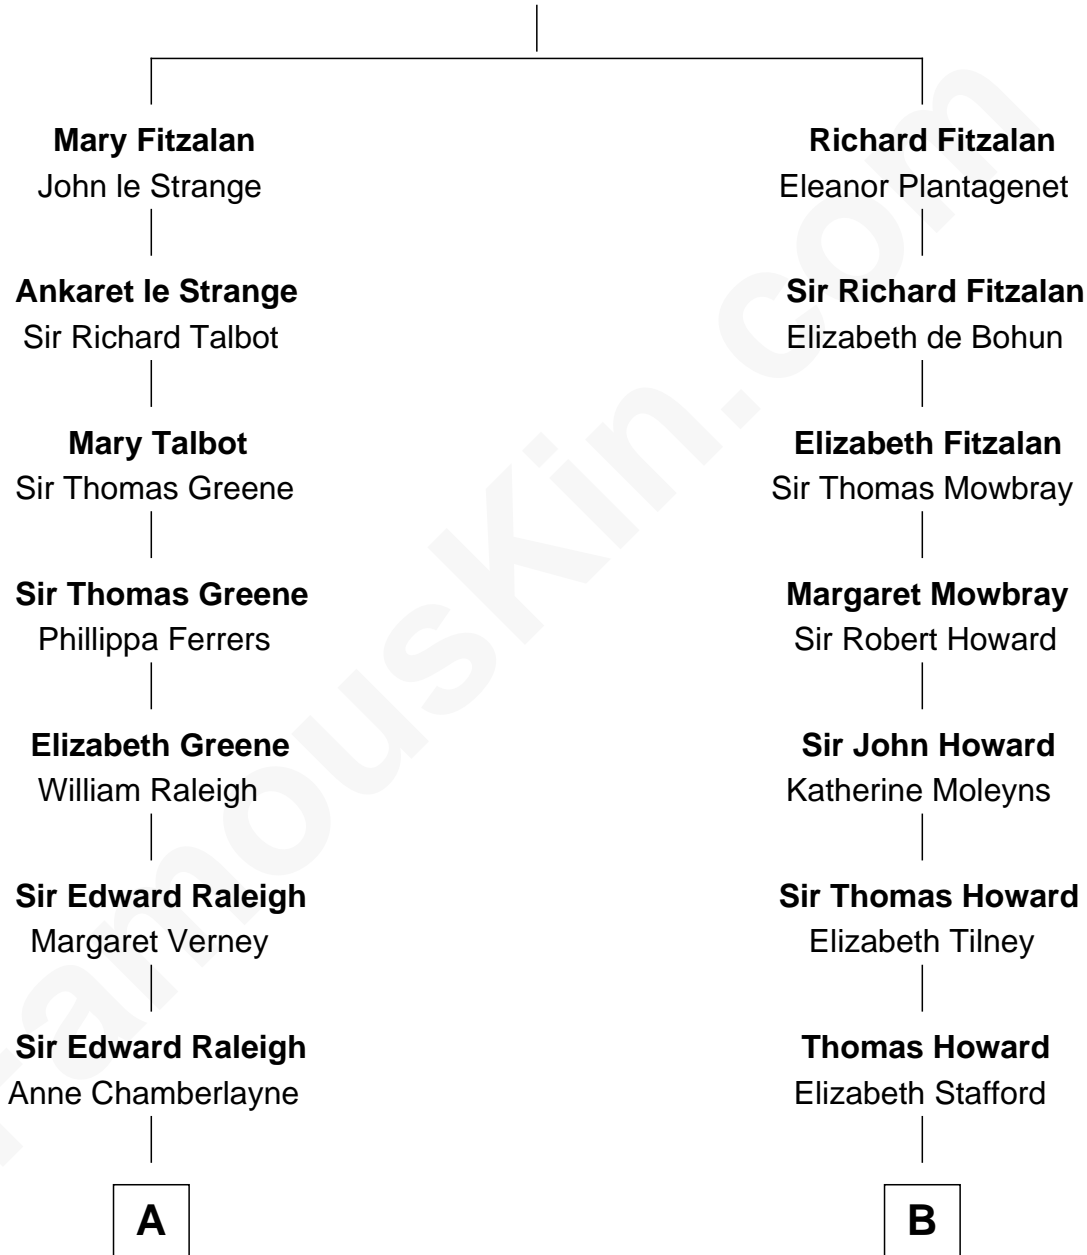 Mary Fitzalan
John le Strange
Ankaret le Strange
Sir Richard Talbot
Mary Talbot
Sir Thomas Greene
Sir Thomas Greene
Phillippa Ferrers
Elizabeth Greene
William Raleigh
Sir Edward Raleigh
Margaret Verney
Sir Edward Raleigh
Anne Chamberlayne
A
Richard Fitzalan
Eleanor Plantagenet
Sir Richard Fitzalan
Elizabeth de Bohun
Elizabeth Fitzalan
Sir Thomas Mowbray
Margaret Mowbray
Sir Robert Howard
Sir John Howard
Katherine Moleyns
Sir Thomas Howard
Elizabeth Tilney
Thomas Howard
Elizabeth Stafford
B
FamousKin.com